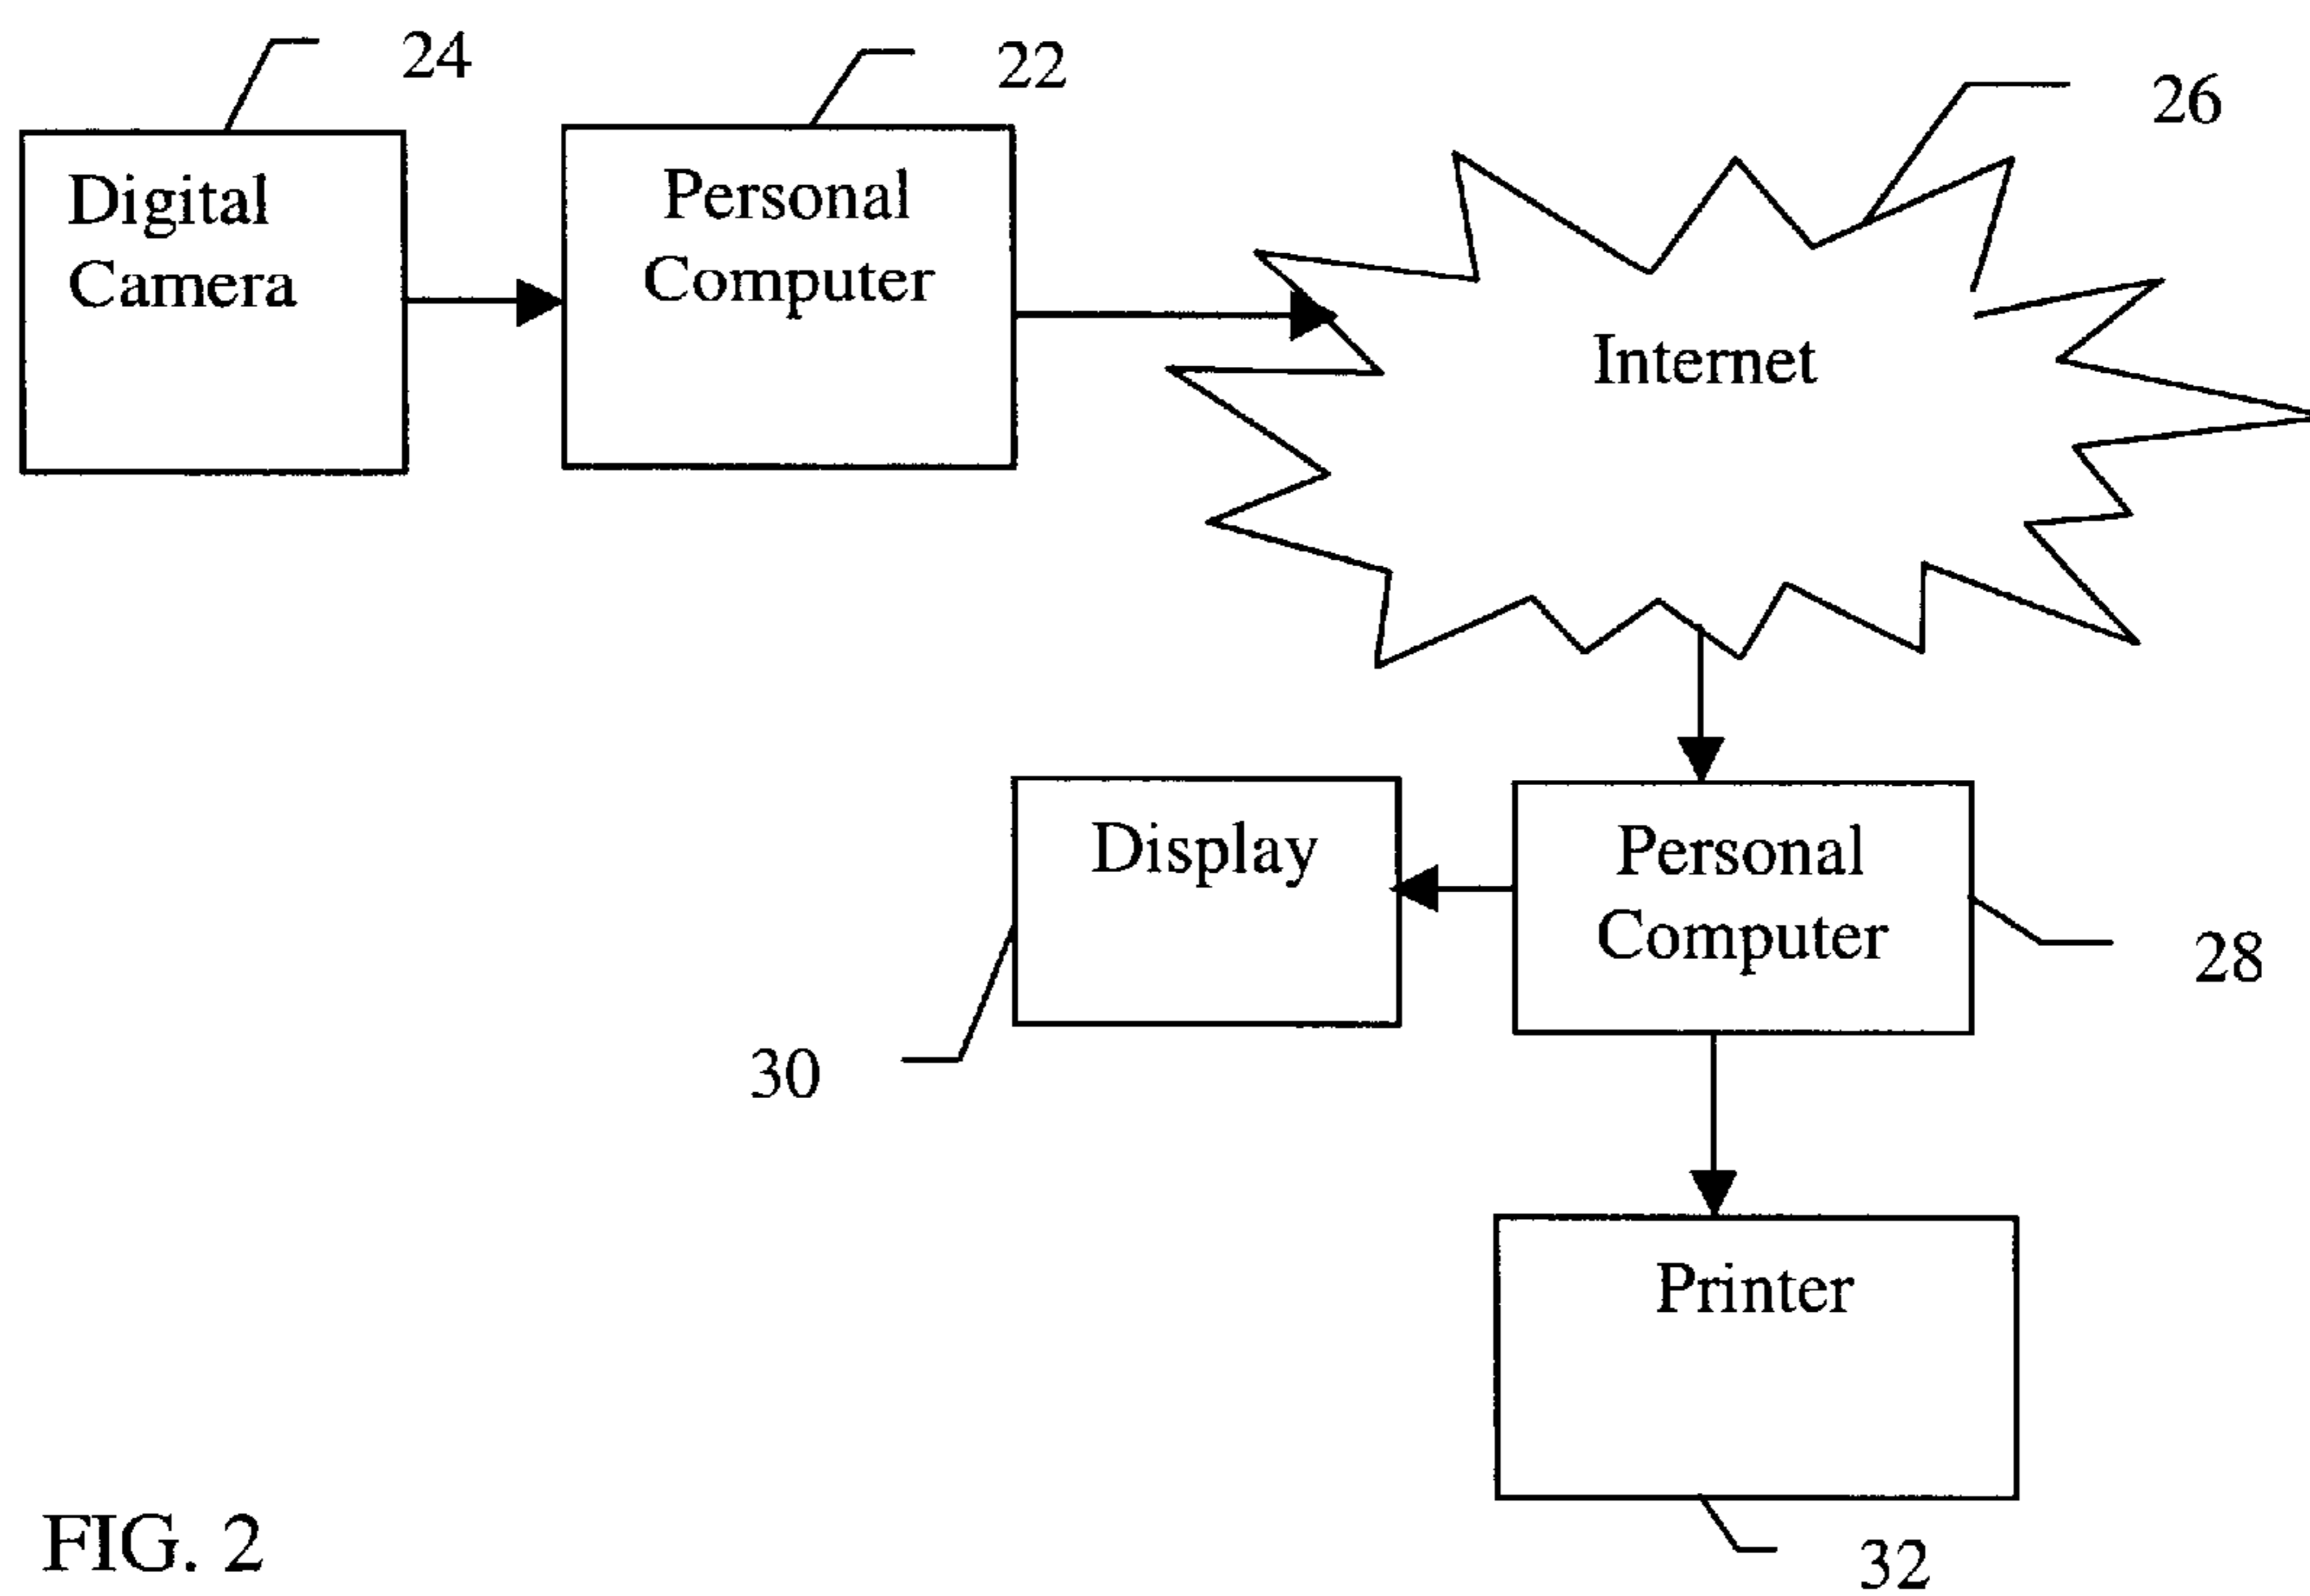 24
22
26
Digital
Camera
Personal
Computer
Internet
Display
Personal
Computer
28
30
Printer
FIG. 2
32